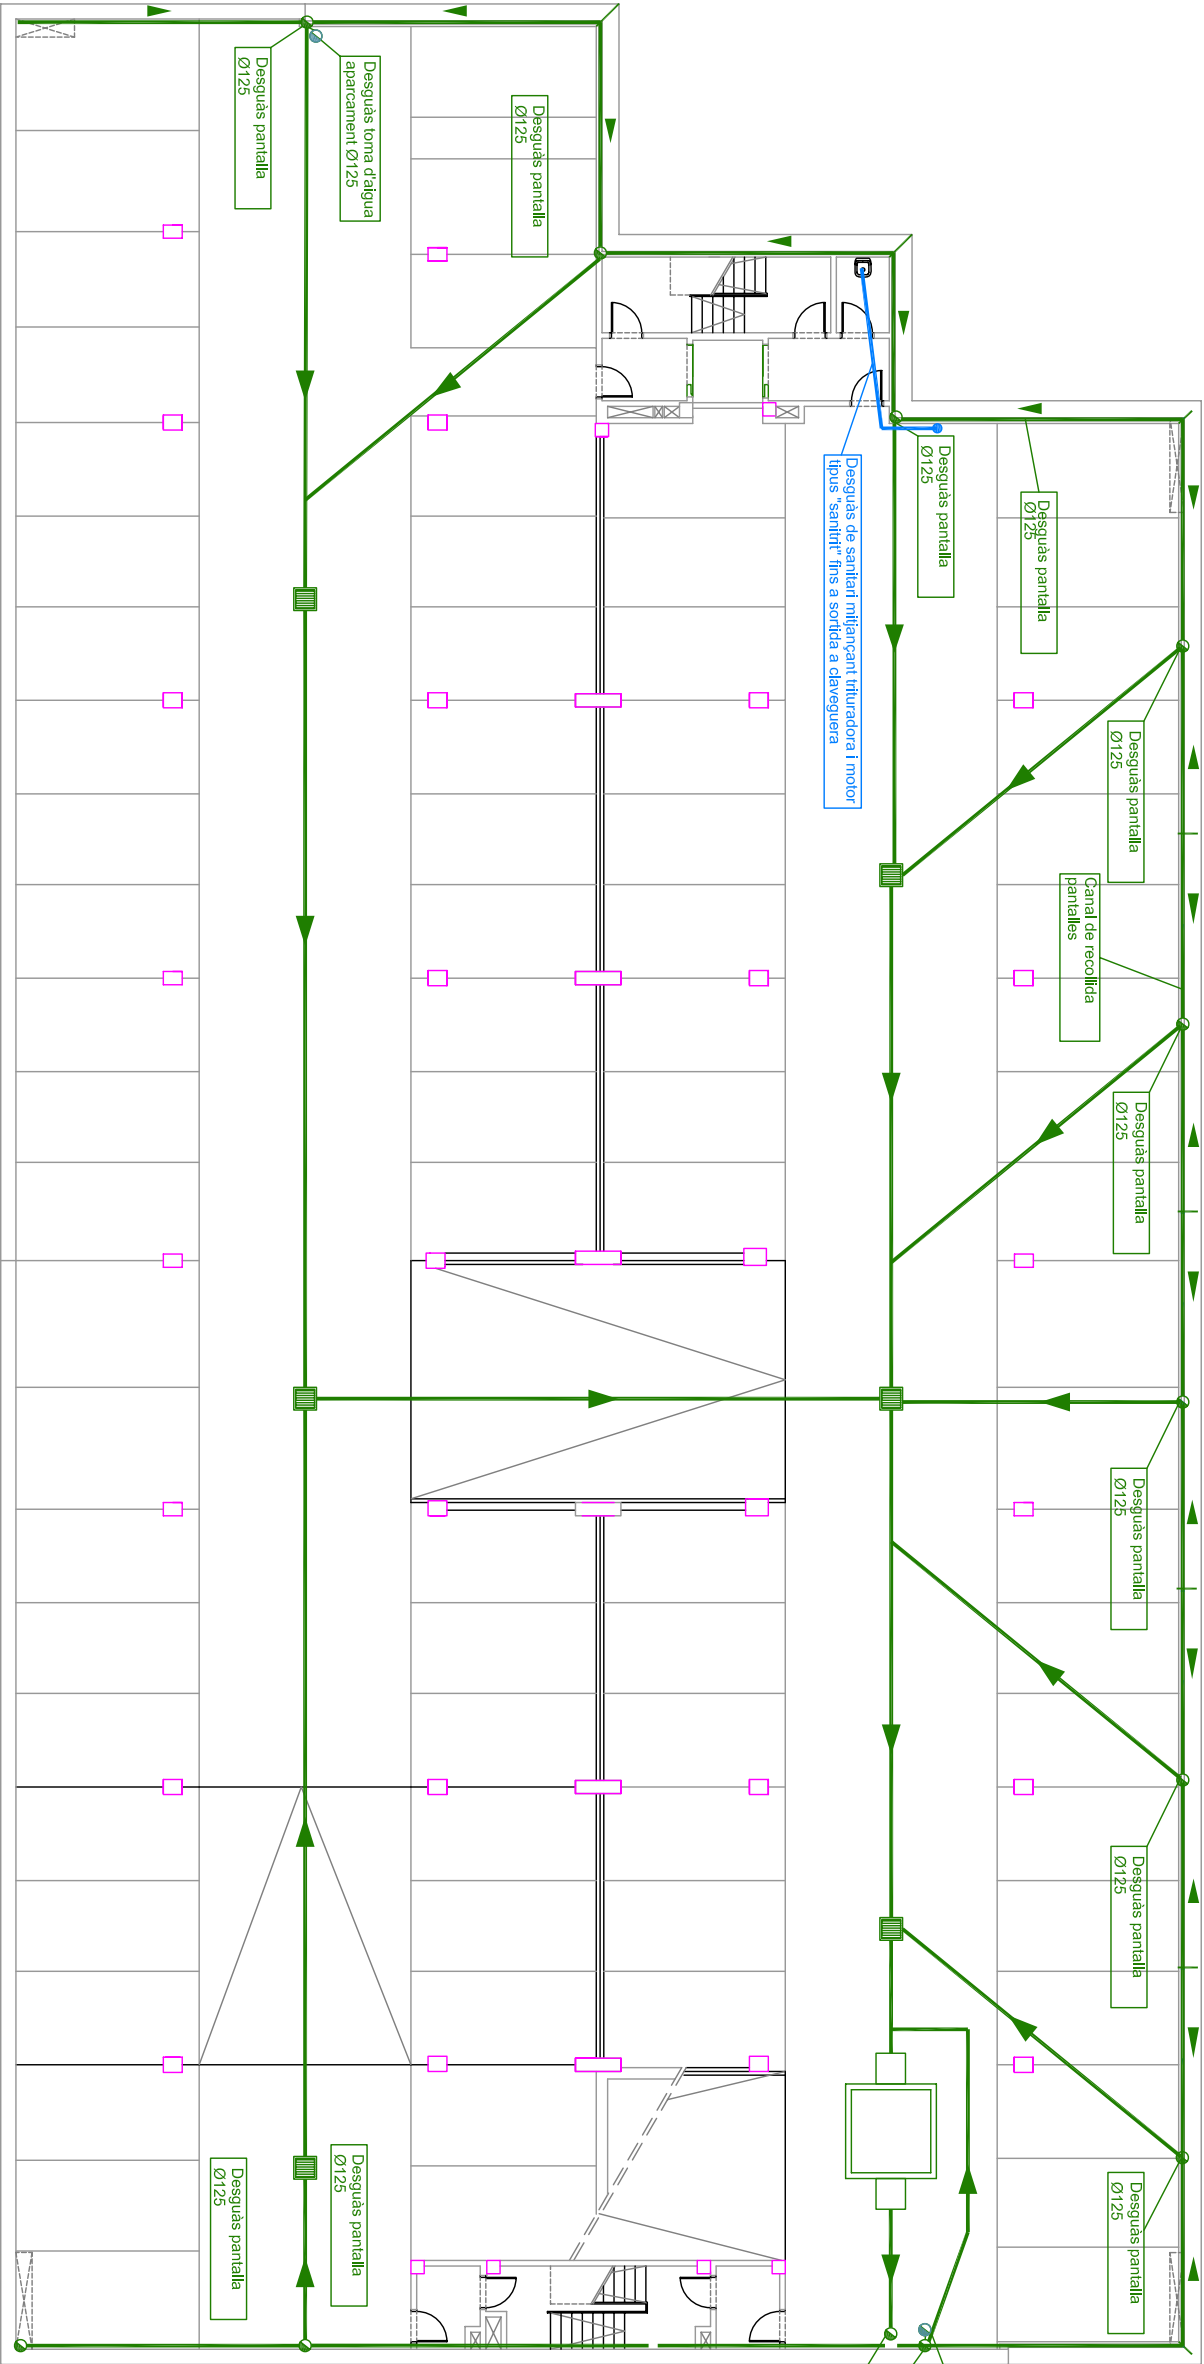 Desguàs pantalla
Ø125
Desguàs toma d'aigua
aparcament Ø125
Desguàs pantalla
Ø125
Desguàs de sanitari mitjançant trituradora i motor
tipus "sanitrit" fins a sortida a claveguera
Desguàs pantalla
Ø125
Desguàs pantalla
Ø125
Desguàs pantalla
Ø125
Canal de recollida
pantalles
Desguàs pantalla
Ø125
Desguàs pantalla
Ø125
Desguàs pantalla
Ø125
Desguàs pantalla
Ø125
Desguàs pantalla
Ø125
Desguàs pantalla
Ø125